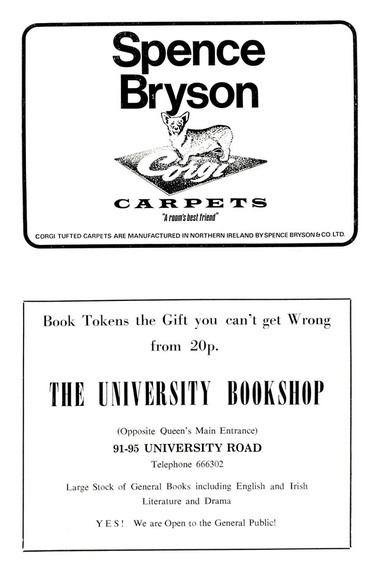 Spence
Bryson
Corgi
CARPETS
"A room's best friend"
CORGI TUFTED CARPETS ARE MANUFACTURED IN NORTHERN IRELAND BY SPENCE BRYSON & CO. LTD.
Book Tokens the Gift you can't get Wrong
from 20p.
THE UNIVERSITY BOOKSHOP
(Opposite Queen's Main Entrance)
91-95 UNIVERSITY ROAD
Telephone 666302
Large Stock of General Books including English and Irish
Literature and Drama
YES! We are Open to the General Public!